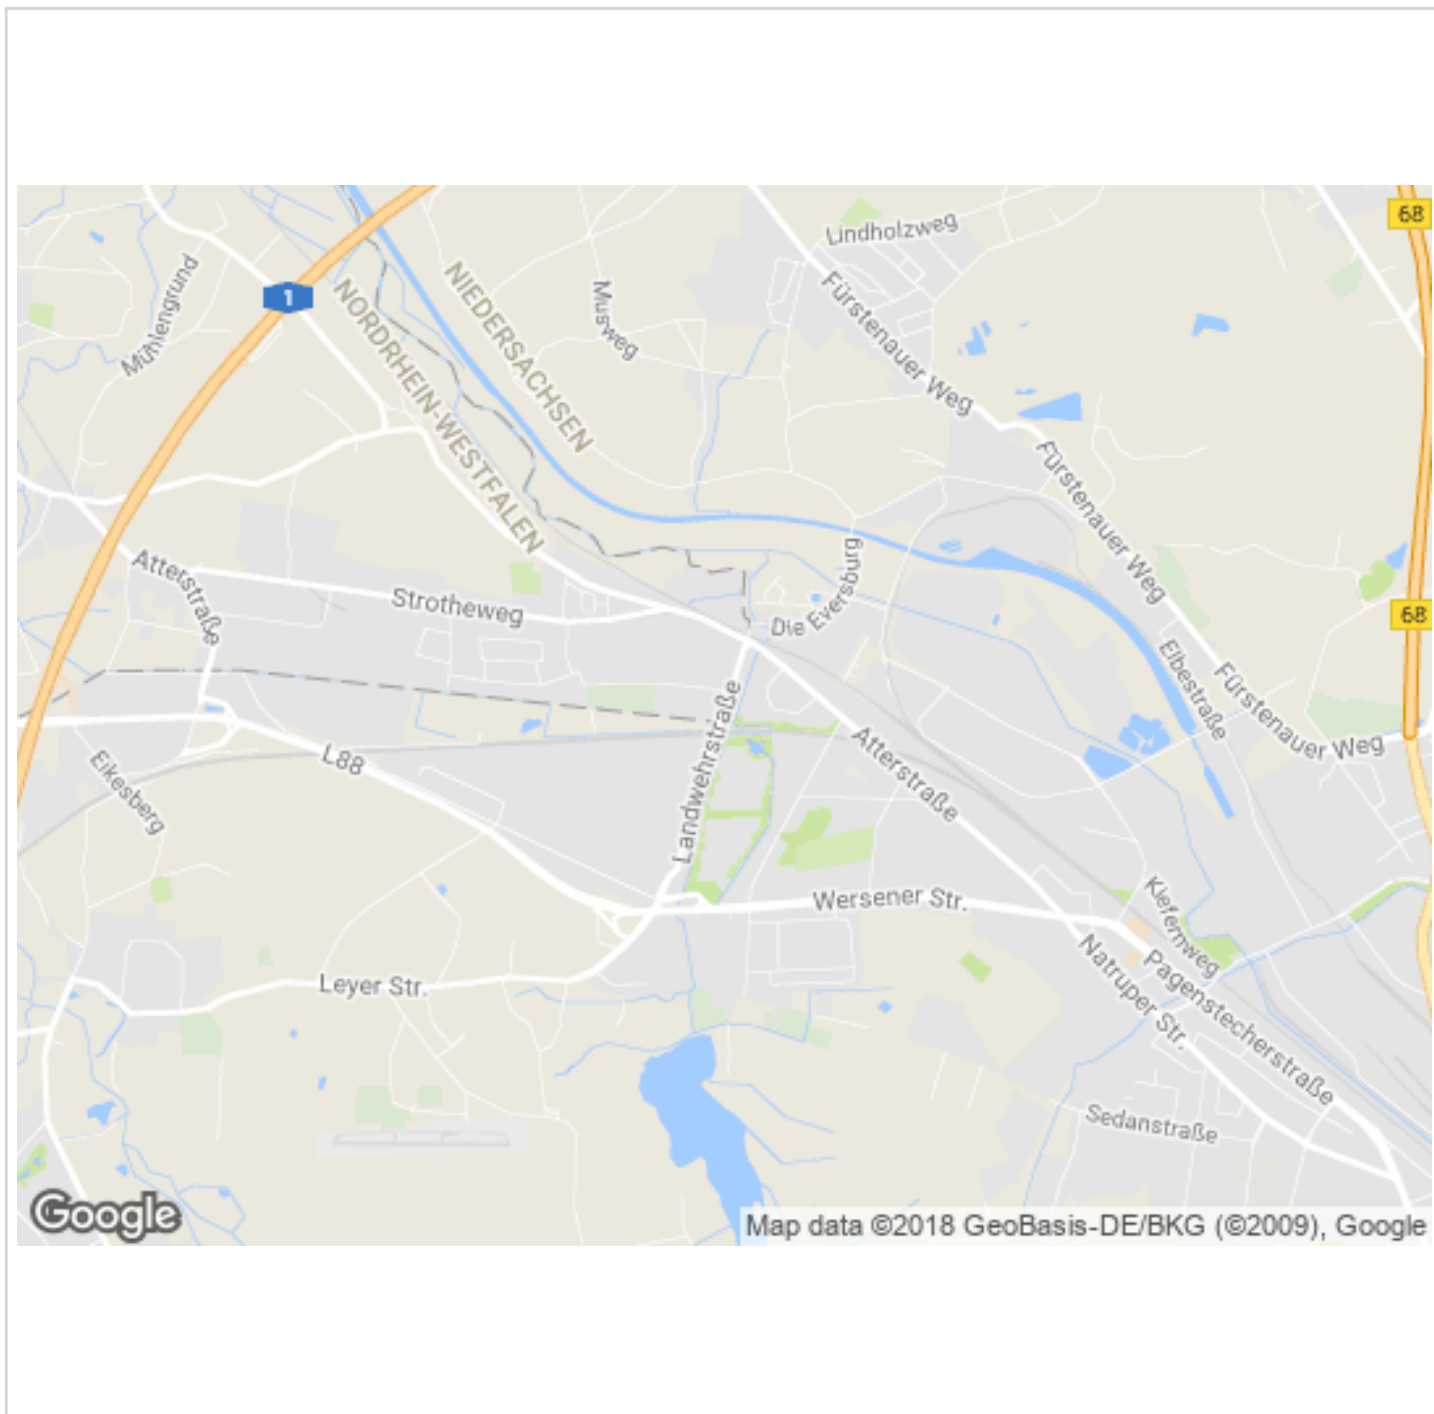 68
Lindholzweg
Mühlengrund
1
NORDRHEIN-WESTFALEN
NIEDERSACHSEN
Musweg
Fürstenauer Weg
Fürstenauer Weg
Atterstraße
Strotheweg
Die Eversburg
68
Elbestraße
Fürstenauer Weg
Eikesberg
L88
Landwehrstraße
Atterstraße
Wersener Str.
Kiefernweg
Leyer Str.
Natruper Str.
Pagenstecherstraße
Sedanstraße
Google
Map data ©2018 GeoBasis-DE/BKG (©2009), Google